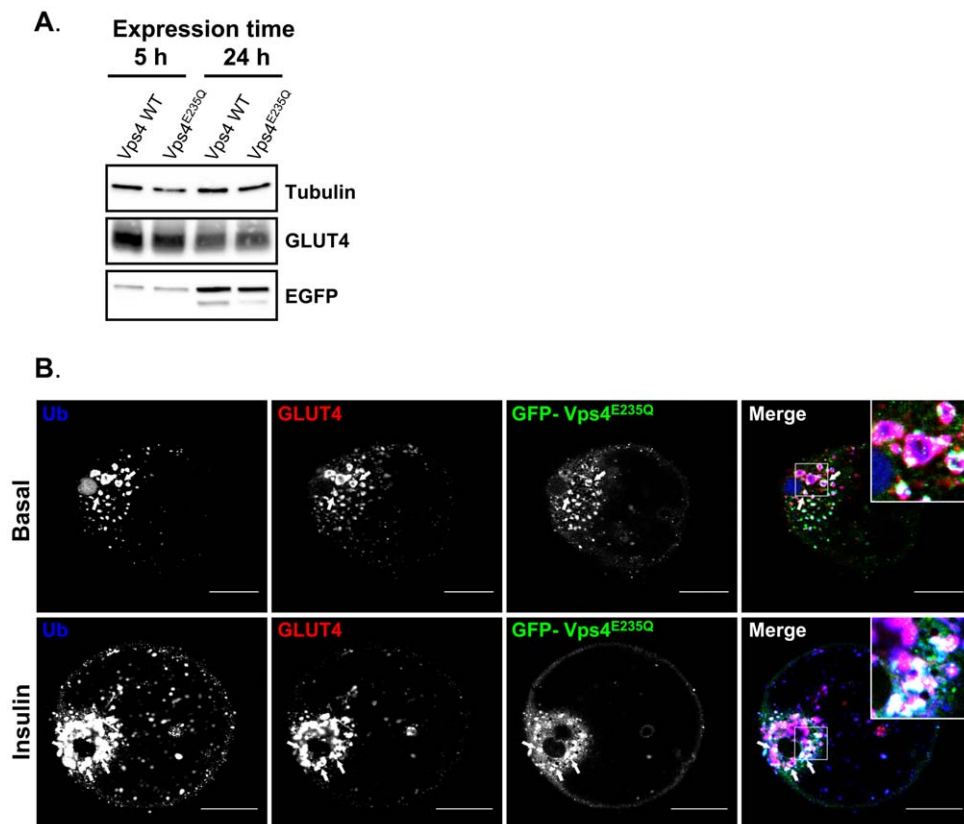 A.
Expression time
5 h 24 h
Vps4 WT Vps4E235Q Vps4 WT Vps4E235Q
Tubulin
GLUT4
EGFP
B.
Ub GLUT4 GFP- Vps4E235Q Merge
Basal
Ub GLUT4 GFP- Vps4E235Q Merge
Insulin